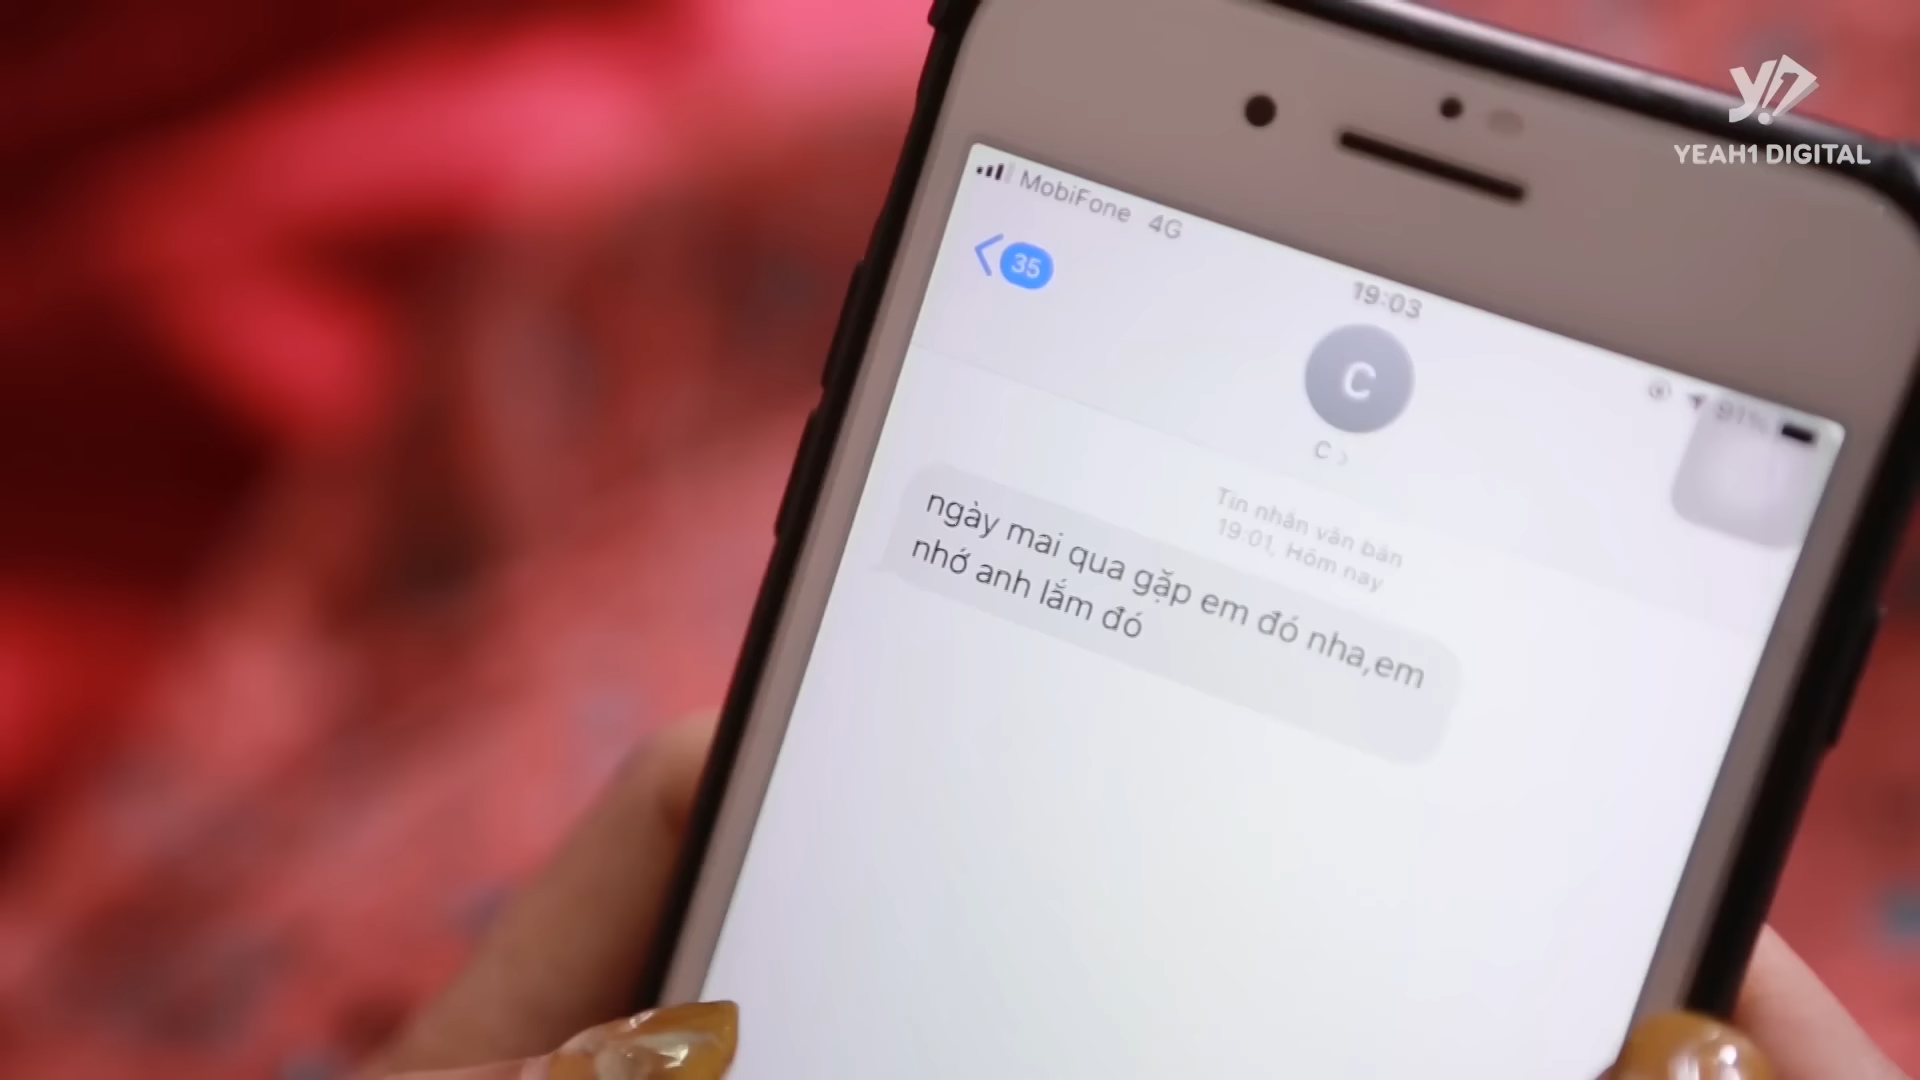 YEAH1 DIGITAL
MobiFone 4G
19:03
91%
35
C
C
Tin nhắn văn bản
19:01, Hôm nay
ngày mai qua gặp em đó nha,em
nhớ anh lắm đó